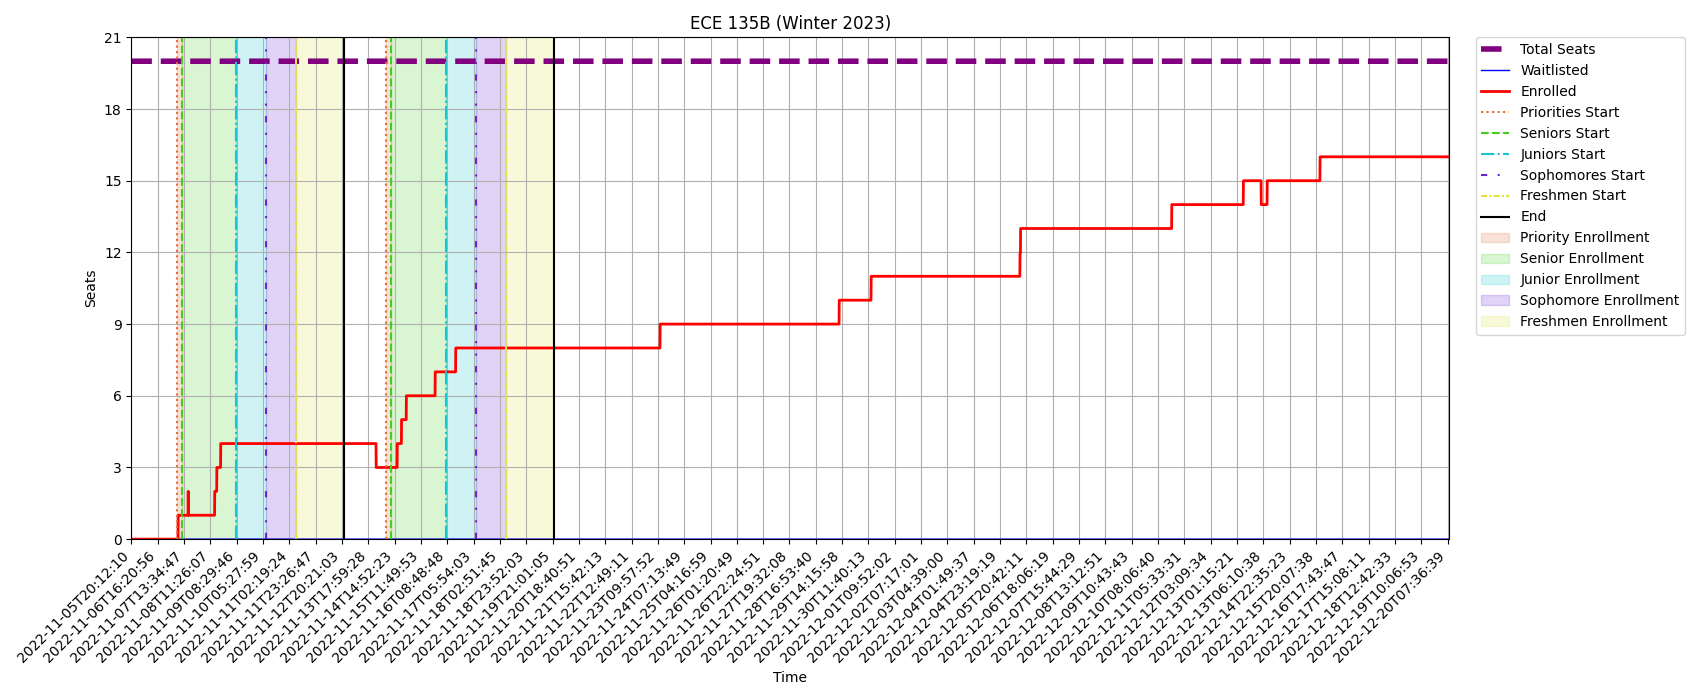 ECE 135B (Winter 2023)
21
18
15
12
9
6
3
0
Seats
2022-11-05T20:12:10
2022-11-06T16:20:56
2022-11-07T13:34:47
2022-11-08T11:26:07
2022-11-09T08:29:46
2022-11-10T05:27:59
2022-11-11T02:19:24
2022-11-11T23:26:47
2022-11-12T20:21:03
2022-11-13T17:59:28
2022-11-14T14:52:23
2022-11-15T11:49:53
2022-11-16T08:48:48
2022-11-17T05:54:03
2022-11-18T02:51:45
2022-11-18T23:52:03
2022-11-19T21:01:05
2022-11-20T18:40:51
2022-11-21T15:42:13
2022-11-22T12:49:11
2022-11-23T09:57:52
2022-11-24T07:13:49
2022-11-25T04:16:59
2022-11-26T01:20:49
2022-11-26T22:24:51
2022-11-27T19:32:08
2022-11-28T16:53:40
2022-11-29T14:15:58
2022-11-30T11:40:13
2022-12-01T09:52:02
2022-12-02T07:17:01
2022-12-03T04:39:00
2022-12-04T01:49:37
2022-12-04T23:19:19
2022-12-05T20:42:11
2022-12-06T18:06:19
2022-12-07T15:44:29
2022-12-08T13:12:51
2022-12-09T10:43:43
2022-12-10T08:06:40
2022-12-11T05:33:31
2022-12-12T03:09:34
2022-12-13T01:15:21
2022-12-13T06:10:38
2022-12-14T22:35:23
2022-12-15T20:07:38
2022-12-16T17:43:47
2022-12-17T15:08:11
2022-12-18T12:42:33
2022-12-19T10:06:53
2022-12-20T07:36:39
Time
Total Seats
Waitlisted
Enrolled
Priorities Start
Seniors Start
Juniors Start
Sophomores Start
Freshmen Start
End
Priority Enrollment
Senior Enrollment
Junior Enrollment
Sophomore Enrollment
Freshmen Enrollment